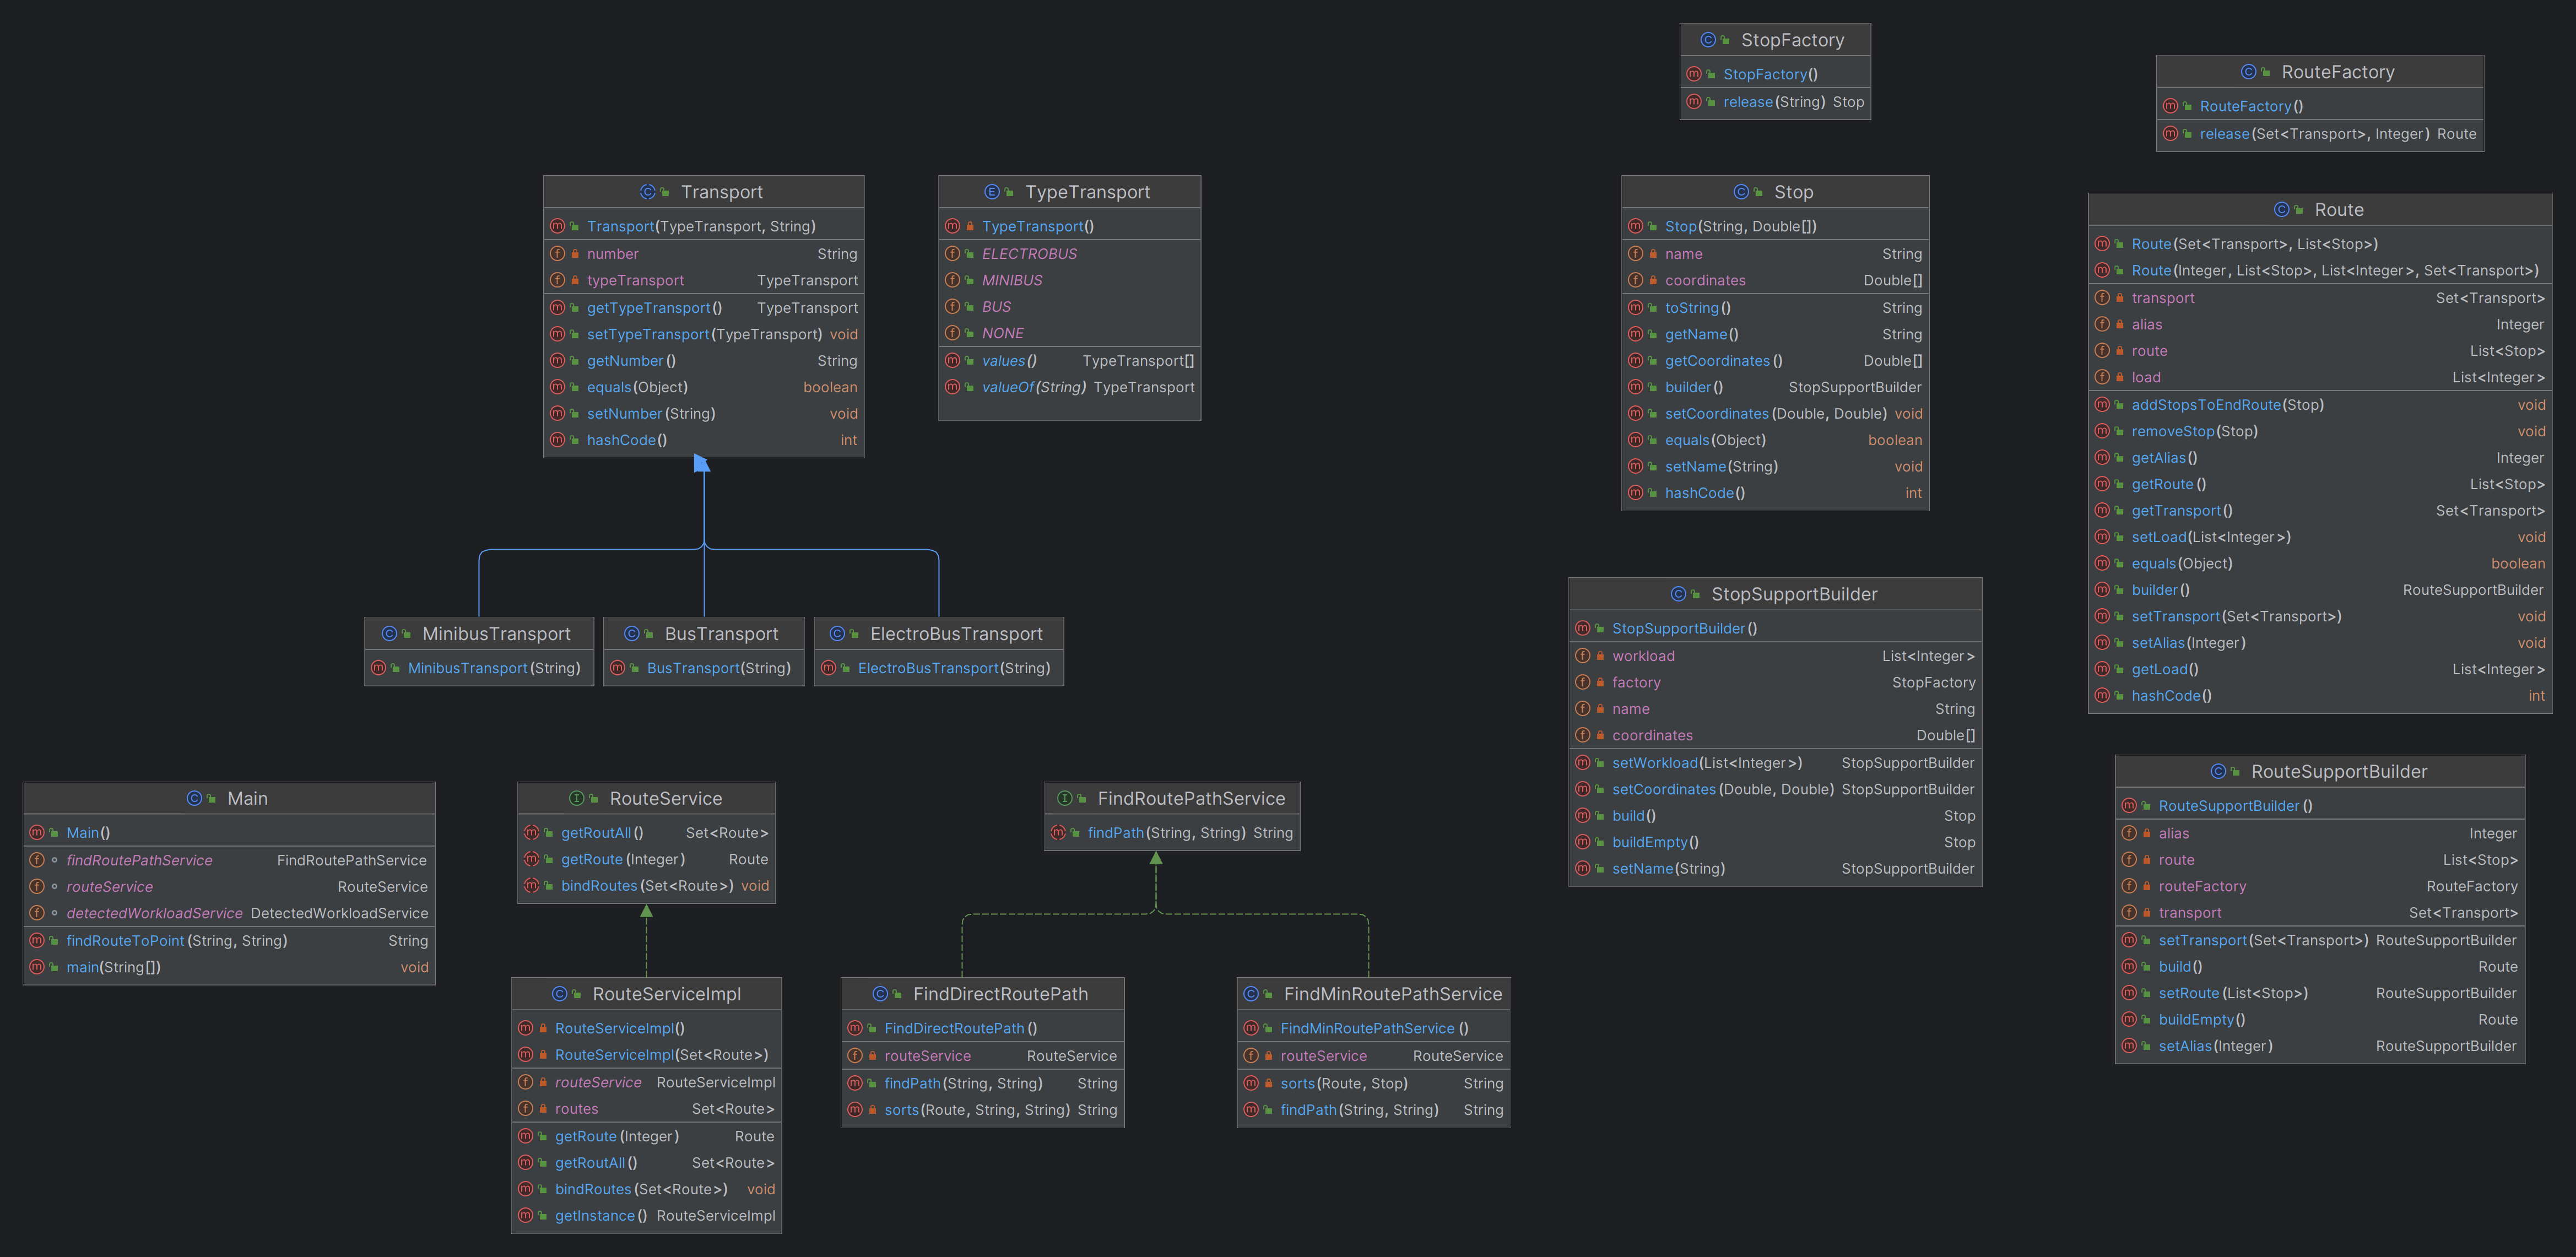 StopFactory
StopFactory()
release(String) Stop
RouteFactory
RouteFactory()
release(Set<Transport>, Integer) Route
Transport
Transport(TypeTransport, String)
number String
typeTransport TypeTransport
getTypeTransport() TypeTransport
setTypeTransport(TypeTransport) void
getNumber() String
equals(Object) boolean
setNumber(String) void
hashCode() int
TypeTransport
TypeTransport()
ELECTROBUS
MINIBUS
BUS
NONE
values() TypeTransport[]
valueOf(String) TypeTransport
Stop
Stop(String, Double[])
name String
coordinates Double[]
toString() String
getName() String
getCoordinates() Double[]
builder() StopSupportBuilder
setCoordinates(Double, Double) void
equals(Object) boolean
setName(String) void
hashCode() int
Route
Route(Set<Transport>, List<Stop>)
Route(Integer, List<Stop>, List<Integer>, Set<Transport>)
transport Set<Transport>
alias Integer
route List<Stop>
load List<Integer>
addStopsToEndRoute(Stop) void
removeStop(Stop) void
getAlias() Integer
getRoute() List<Stop>
getTransport() Set<Transport>
setLoad(List<Integer>) void
equals(Object) boolean
builder() RouteSupportBuilder
setTransport(Set<Transport>) void
setAlias(Integer) void
getLoad() List<Integer>
hashCode() int
MinibusTransport
MinibusTransport(String)
BusTransport
BusTransport(String)
ElectroBusTransport
ElectroBusTransport(String)
StopSupportBuilder
StopSupportBuilder()
workload List<Integer>
factory StopFactory
name String
coordinates Double[]
setWorkload(List<Integer>) StopSupportBuilder
setCoordinates(Double, Double) StopSupportBuilder
build() Stop
buildEmpty() Stop
setName(String) StopSupportBuilder
RouteSupportBuilder
RouteSupportBuilder()
alias Integer
route List<Stop>
routeFactory RouteFactory
transport Set<Transport>
setTransport(Set<Transport>) RouteSupportBuilder
build() Route
setRoute(List<Stop>) RouteSupportBuilder
buildEmpty() Route
setAlias(Integer) RouteSupportBuilder
Main
Main()
findRoutePathService FindRoutePathService
routeService RouteService
detectedWorkloadService DetectedWorkloadService
findRouteToPoint(String, String) String
main(String[]) void
RouteService
getRoutAll() Set<Route>
getRoute(Integer) Route
bindRoutes(Set<Route>) void
FindRoutePathService
findPath(String, String) String
RouteServiceImpl
RouteServiceImpl()
RouteServiceImpl(Set<Route>)
routeService RouteServiceImpl
routes Set<Route>
getRoute(Integer) Route
getRoutAll() Set<Route>
bindRoutes(Set<Route>) void
getInstance() RouteServiceImpl
FindDirectRoutePath
FindDirectRoutePath()
routeService RouteService
findPath(String, String) String
sorts(Route, String, String) String
FindMinRoutePathService
FindMinRoutePathService()
routeService RouteService
sorts(Route, Stop) String
findPath(String, String) String